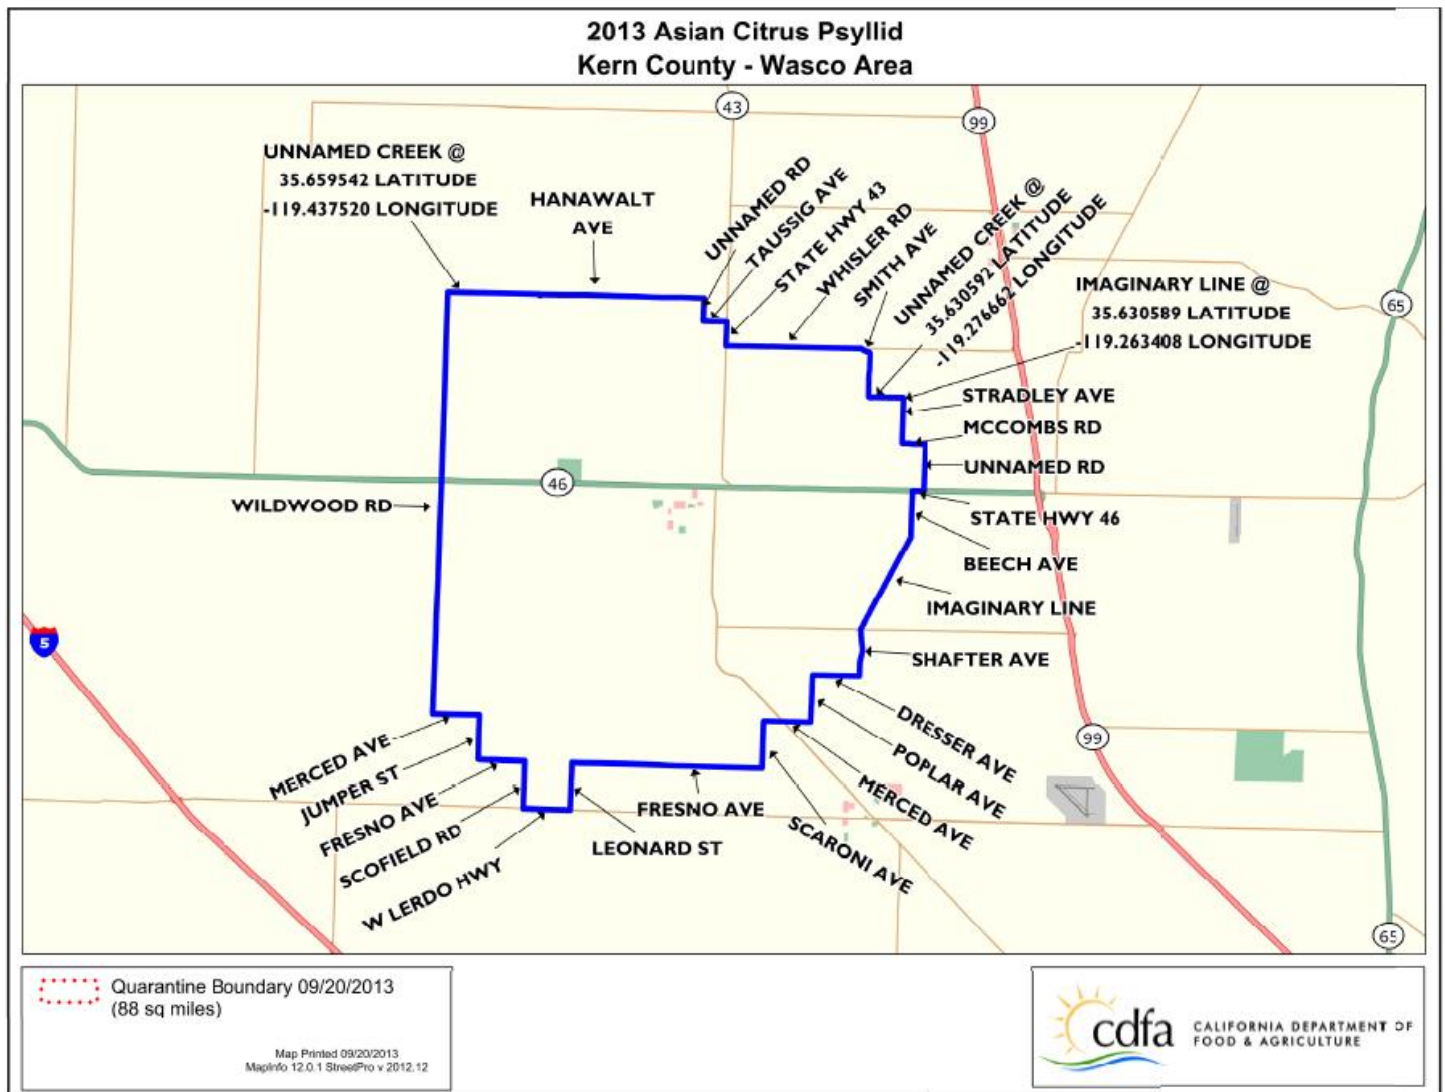 2013 Asian Citrus Psyllid
Kern County - Wasco Area
43
99
UNNAMED CREEK @
35.659542 LATITUDE
-119.437520 LONGITUDE
HANAWALT
AVE
UNNAMED RD
TAUSSIG AVE
STATE HWY 43
WHISLER RD
SMITH AVE
UNNAMED CREEK @
35.630592 LATITUDE
-119.276662 LONGITUDE
IMAGINARY LINE @
35.630589 LATITUDE
-119.263408 LONGITUDE
65
STRADLEY AVE
MCCOMBS RD
UNNAMED RD
46
WILDWOOD RD
STATE HWY 46
BEECH AVE
IMAGINARY LINE
5
SHAFTER AVE
DRESSER AVE
POPLAR AVE
MERCED AVE
SCARONI AVE
99
MERCED AVE
JUMPER ST
FRESNO AVE
SCOFIELD RD
W LERDO HWY
LEONARD ST
FRESNO AVE
65
Quarantine Boundary 09/20/2013
(88 sq miles)
Map Printed 09/20/2013
MapInfo 12.0.1 StreetPro v 2012.12
cdfa
CALIFORNIA DEPARTMENT OF
FOOD & AGRICULTURE